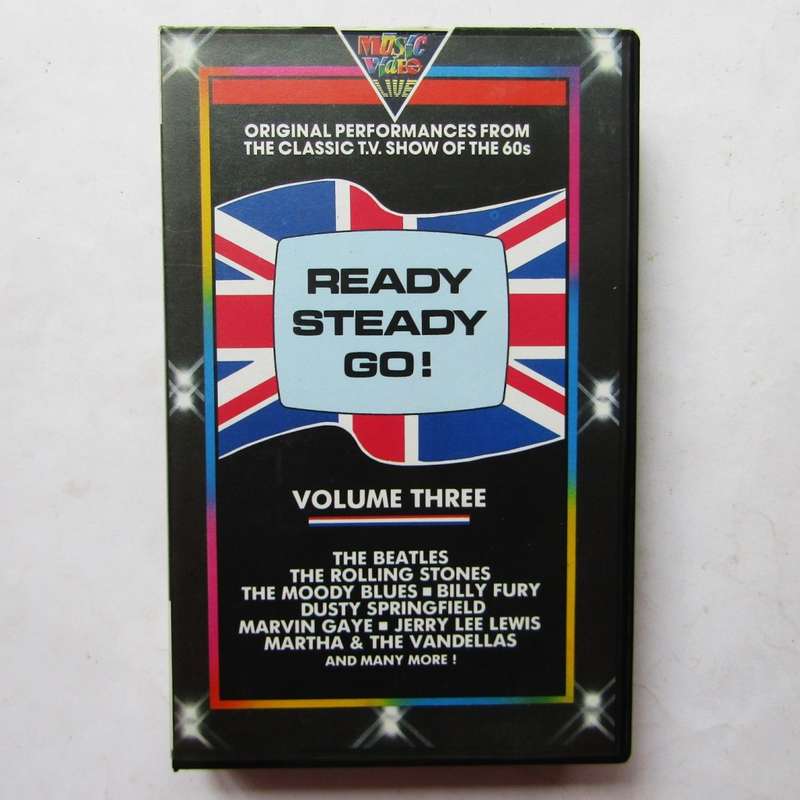 MUSIC
VIDEO
LIVE
ORIGINAL PERFORMANCES FROM
THE CLASSIC T.V. SHOW OF THE 60s
READY
STEADY
GO!
VOLUME THREE
THE BEATLES
THE ROLLING STONES
THE MOODY BLUES ■ BILLY FURY
DUSTY SPRINGFIELD
MARVIN GAYE ■ JERRY LEE LEWIS
MARTHA & THE VANDELLAS
AND MANY MORE !